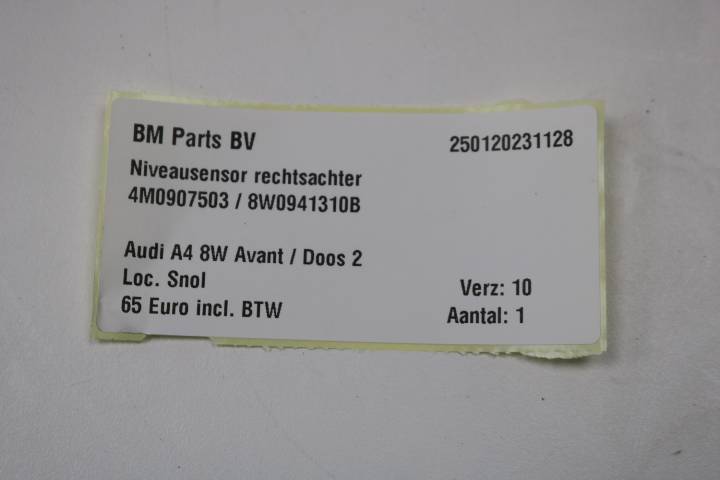 BM Parts BV 250120231128
Niveausensor rechtsachter
4M0907503 / 8W0941310B
Audi A4 8W Avant / Doos 2
Loc. Snol Verz: 10
65 Euro incl. BTW Aantal: 1